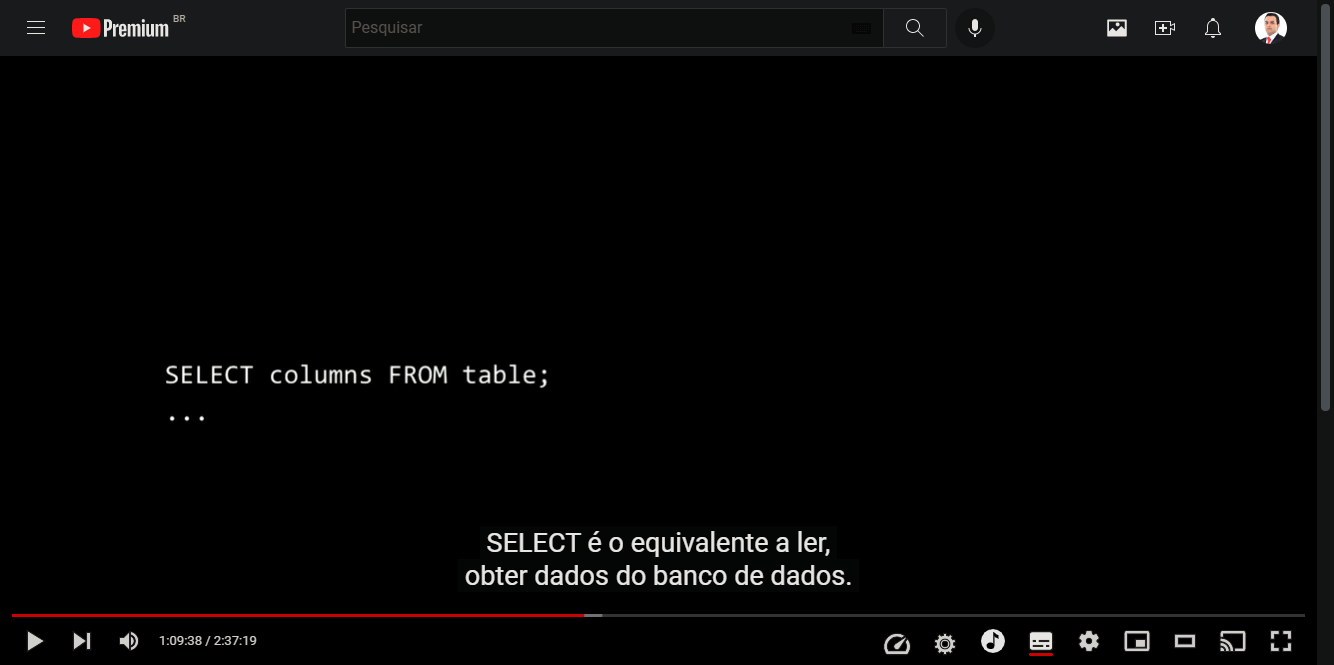 Premium BR
Pesquisar
SELECT columns FROM table;
...
SELECT é o equivalente a ler,
obter dados do banco de dados.
1:09:38 / 2:37:19